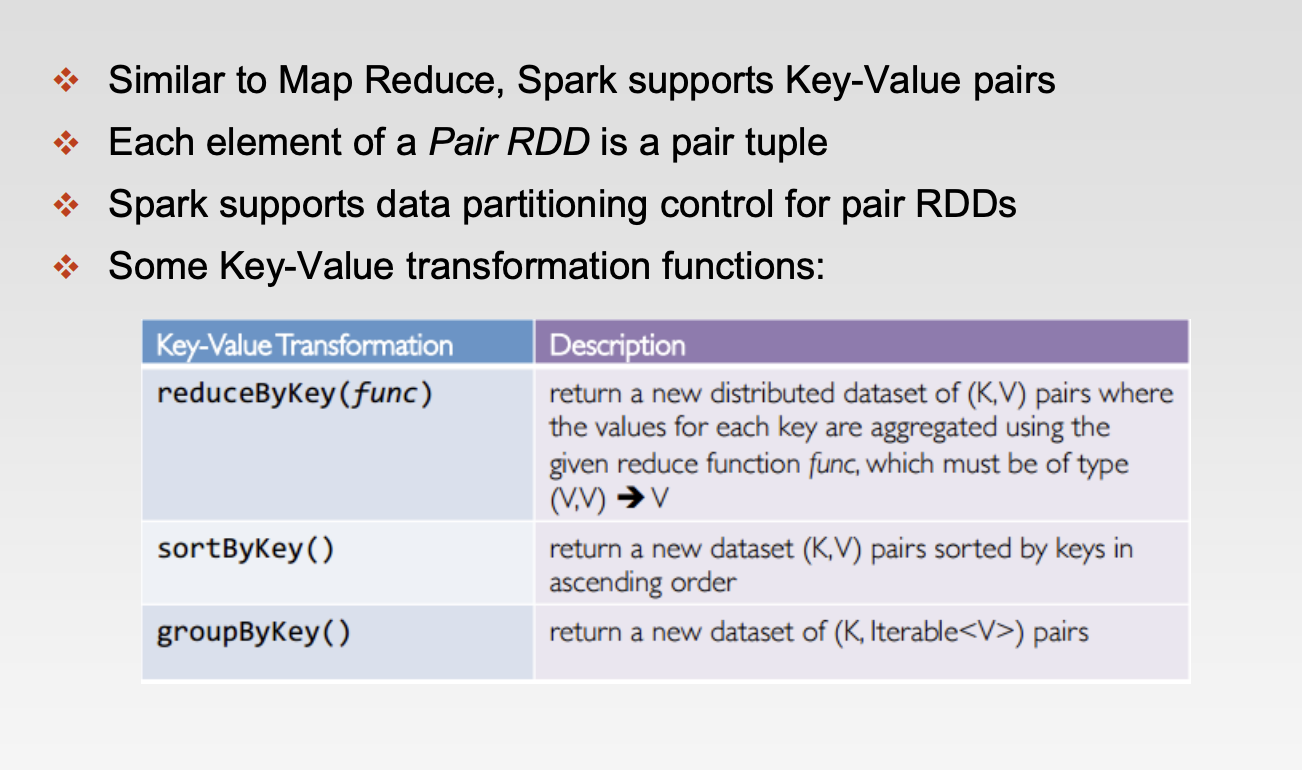 Similar to Map Reduce, Spark supports Key-Value pairs
Each element of a Pair RDD is a pair tuple
Spark supports data partitioning control for pair RDDs
Some Key-Value transformation functions:
Key-Value Transformation
Description
reduceByKey(func)
return a new distributed dataset of (K,V) pairs where
the values for each key are aggregated using the
given reduce function func, which must be of type
(V,V) ➔ V
sortByKey()
return a new dataset (K,V) pairs sorted by keys in
ascending order
groupByKey()
return a new dataset of (K, Iterable<V>) pairs